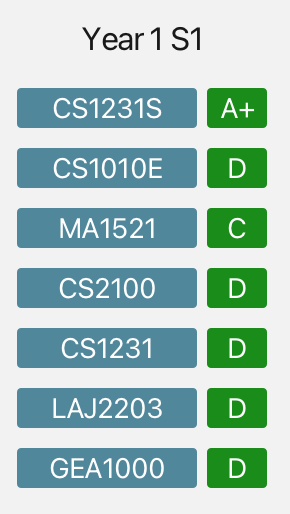 Year 1 S1
CS1231S A+
CS1010E D
MA1521 C
CS2100 D
CS1231 D
LAJ2203 D
GEA1000 D